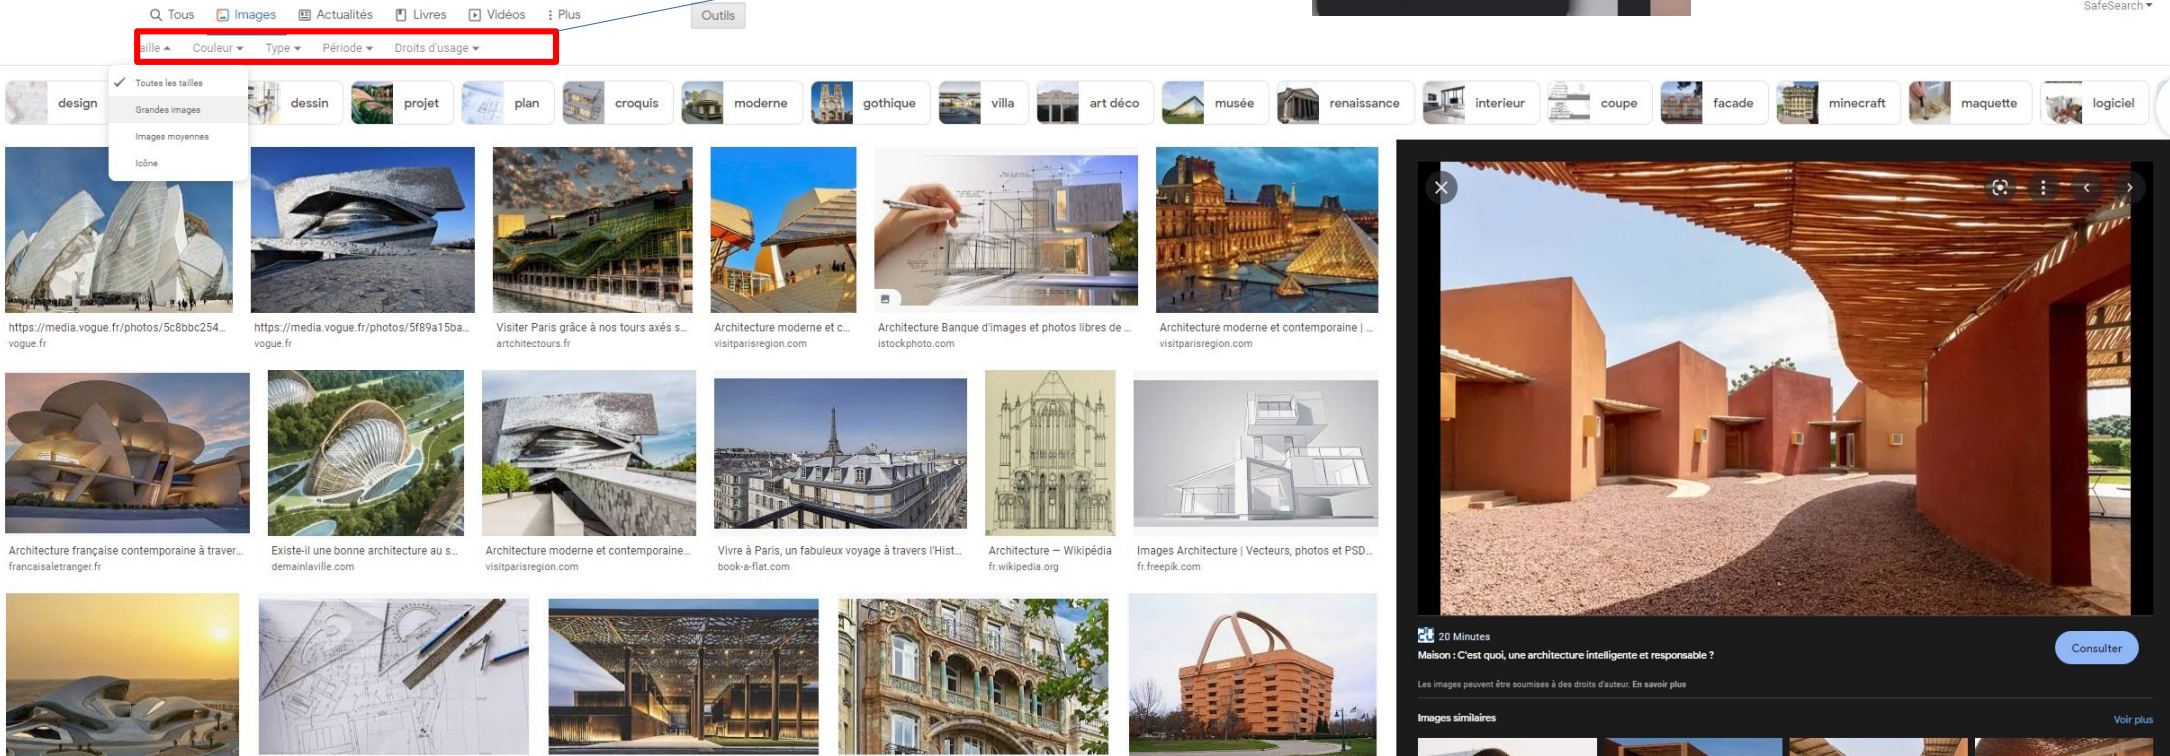 Tous Images Actualités Livres Vidéos Plus Outils SafeSearch
aille Couleur Type Période Droits d'usage
Toutes les tailles
Grandes images
Images moyennes
Icône
design dessin projet plan croquis moderne gothique villa art déco musée renaissance interieur coupe facade minecraft maquette logiciel
https://media.vogue.fr/photos/5c8bbc254...
vogue.fr
https://media.vogue.fr/photos/5f89a15ba...
vogue.fr
Visiter Paris grâce à nos tours axés s...
artchitectours.fr
Architecture moderne et c...
visitparisregion.com
Architecture Banque d'images et photos libres de ...
istockphoto.com
Architecture moderne et contemporaine | ...
visitparisregion.com
Architecture française contemporaine à traver...
francaisaletranger.fr
Existe-il une bonne architecture au s...
demainlaville.com
Architecture moderne et contemporaine...
visitparisregion.com
Vivre à Paris, un fabuleux voyage à travers l'Hist...
book-a-flat.com
Architecture — Wikipédia
fr.wikipedia.org
Images Architecture | Vecteurs, photos et PSD...
fr.freepik.com
20 Minutes
Maison : C'est quoi, une architecture intelligente et responsable ?
Consulter
Les images peuvent être soumises à des droits d'auteur. En savoir plus
Images similaires
Voir plus